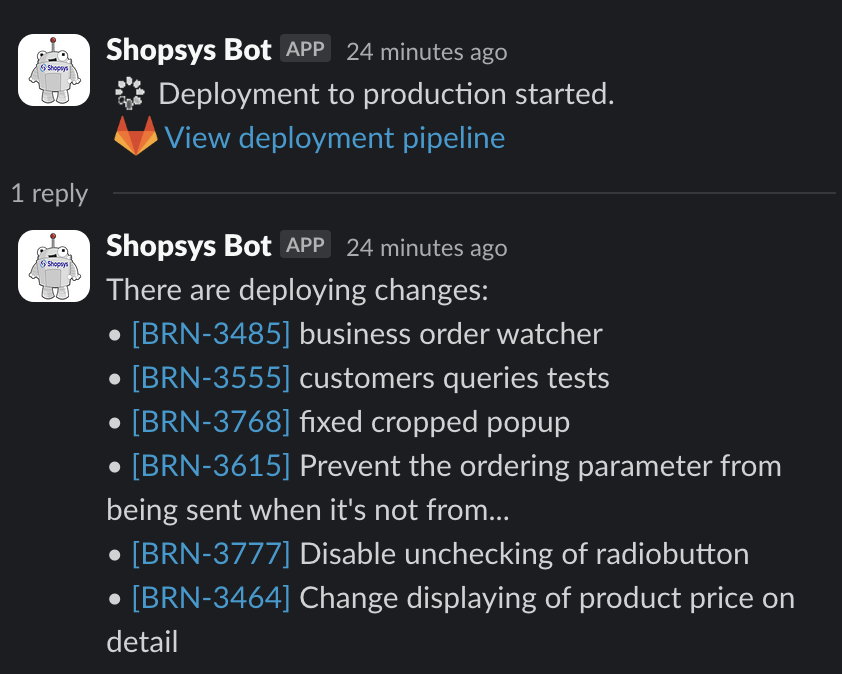 Shopsys Bot APP 24 minutes ago
Shopsys
Deployment to production started.
View deployment pipeline
1 reply
Shopsys Bot APP 24 minutes ago
Shopsys
There are deploying changes:
• [BRN-3485] business order watcher
• [BRN-3555] customers queries tests
• [BRN-3768] fixed cropped popup
• [BRN-3615] Prevent the ordering parameter from
being sent when it's not from...
• [BRN-3777] Disable unchecking of radiobutton
• [BRN-3464] Change displaying of product price on
detail